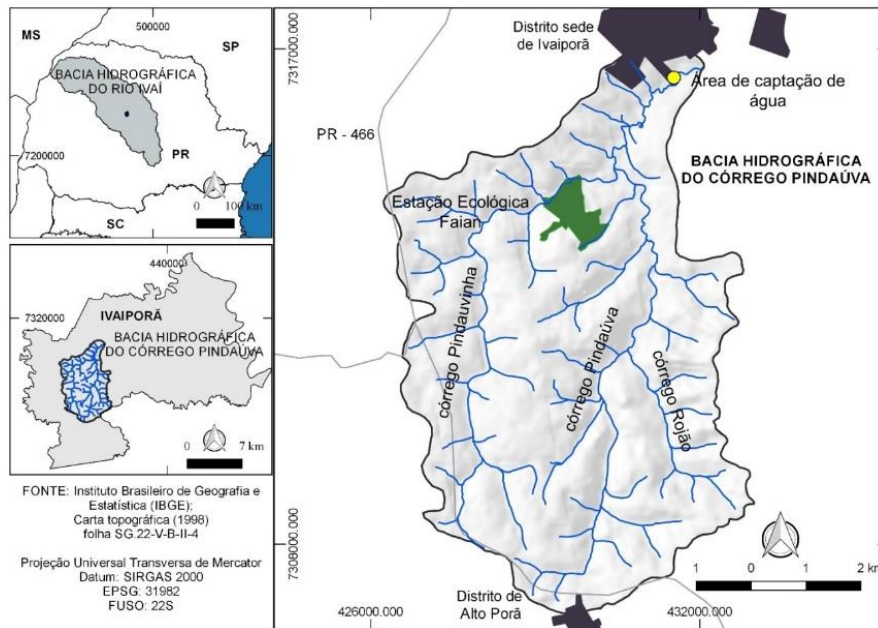 500000
MS
SP
BACIA HIDROGRÁFICA
DO RIO IVAÍ
7200000
PR
SC
0 100 km
440000
7320000
IVAIPORÃ
BACIA HIDROGRÁFICA
DO CÓRREGO PINDAÚVA
0 7 km
FONTE: Instituto Brasileiro de Geografia e
Estatística (IBGE);
Carta topográfica (1998)
folha SG.22-V-B-II-4
Projeção Universal Transversa de Mercator
Datum: SIRGAS 2000
EPSG: 31982
FUSO: 22S
7317000.000
Distrito sede
de Ivaiporã
Área de captação de
água
PR - 466
BACIA HIDROGRÁFICA
DO CÓRREGO PINDAÚVA
Estação Ecológica
Faian
córrego Pindauvinha
córrego Pindaúva
córrego Rojão
7308000.000
Distrito de
Alto Porã
1 0 1 2 km
426000.000
432000.000